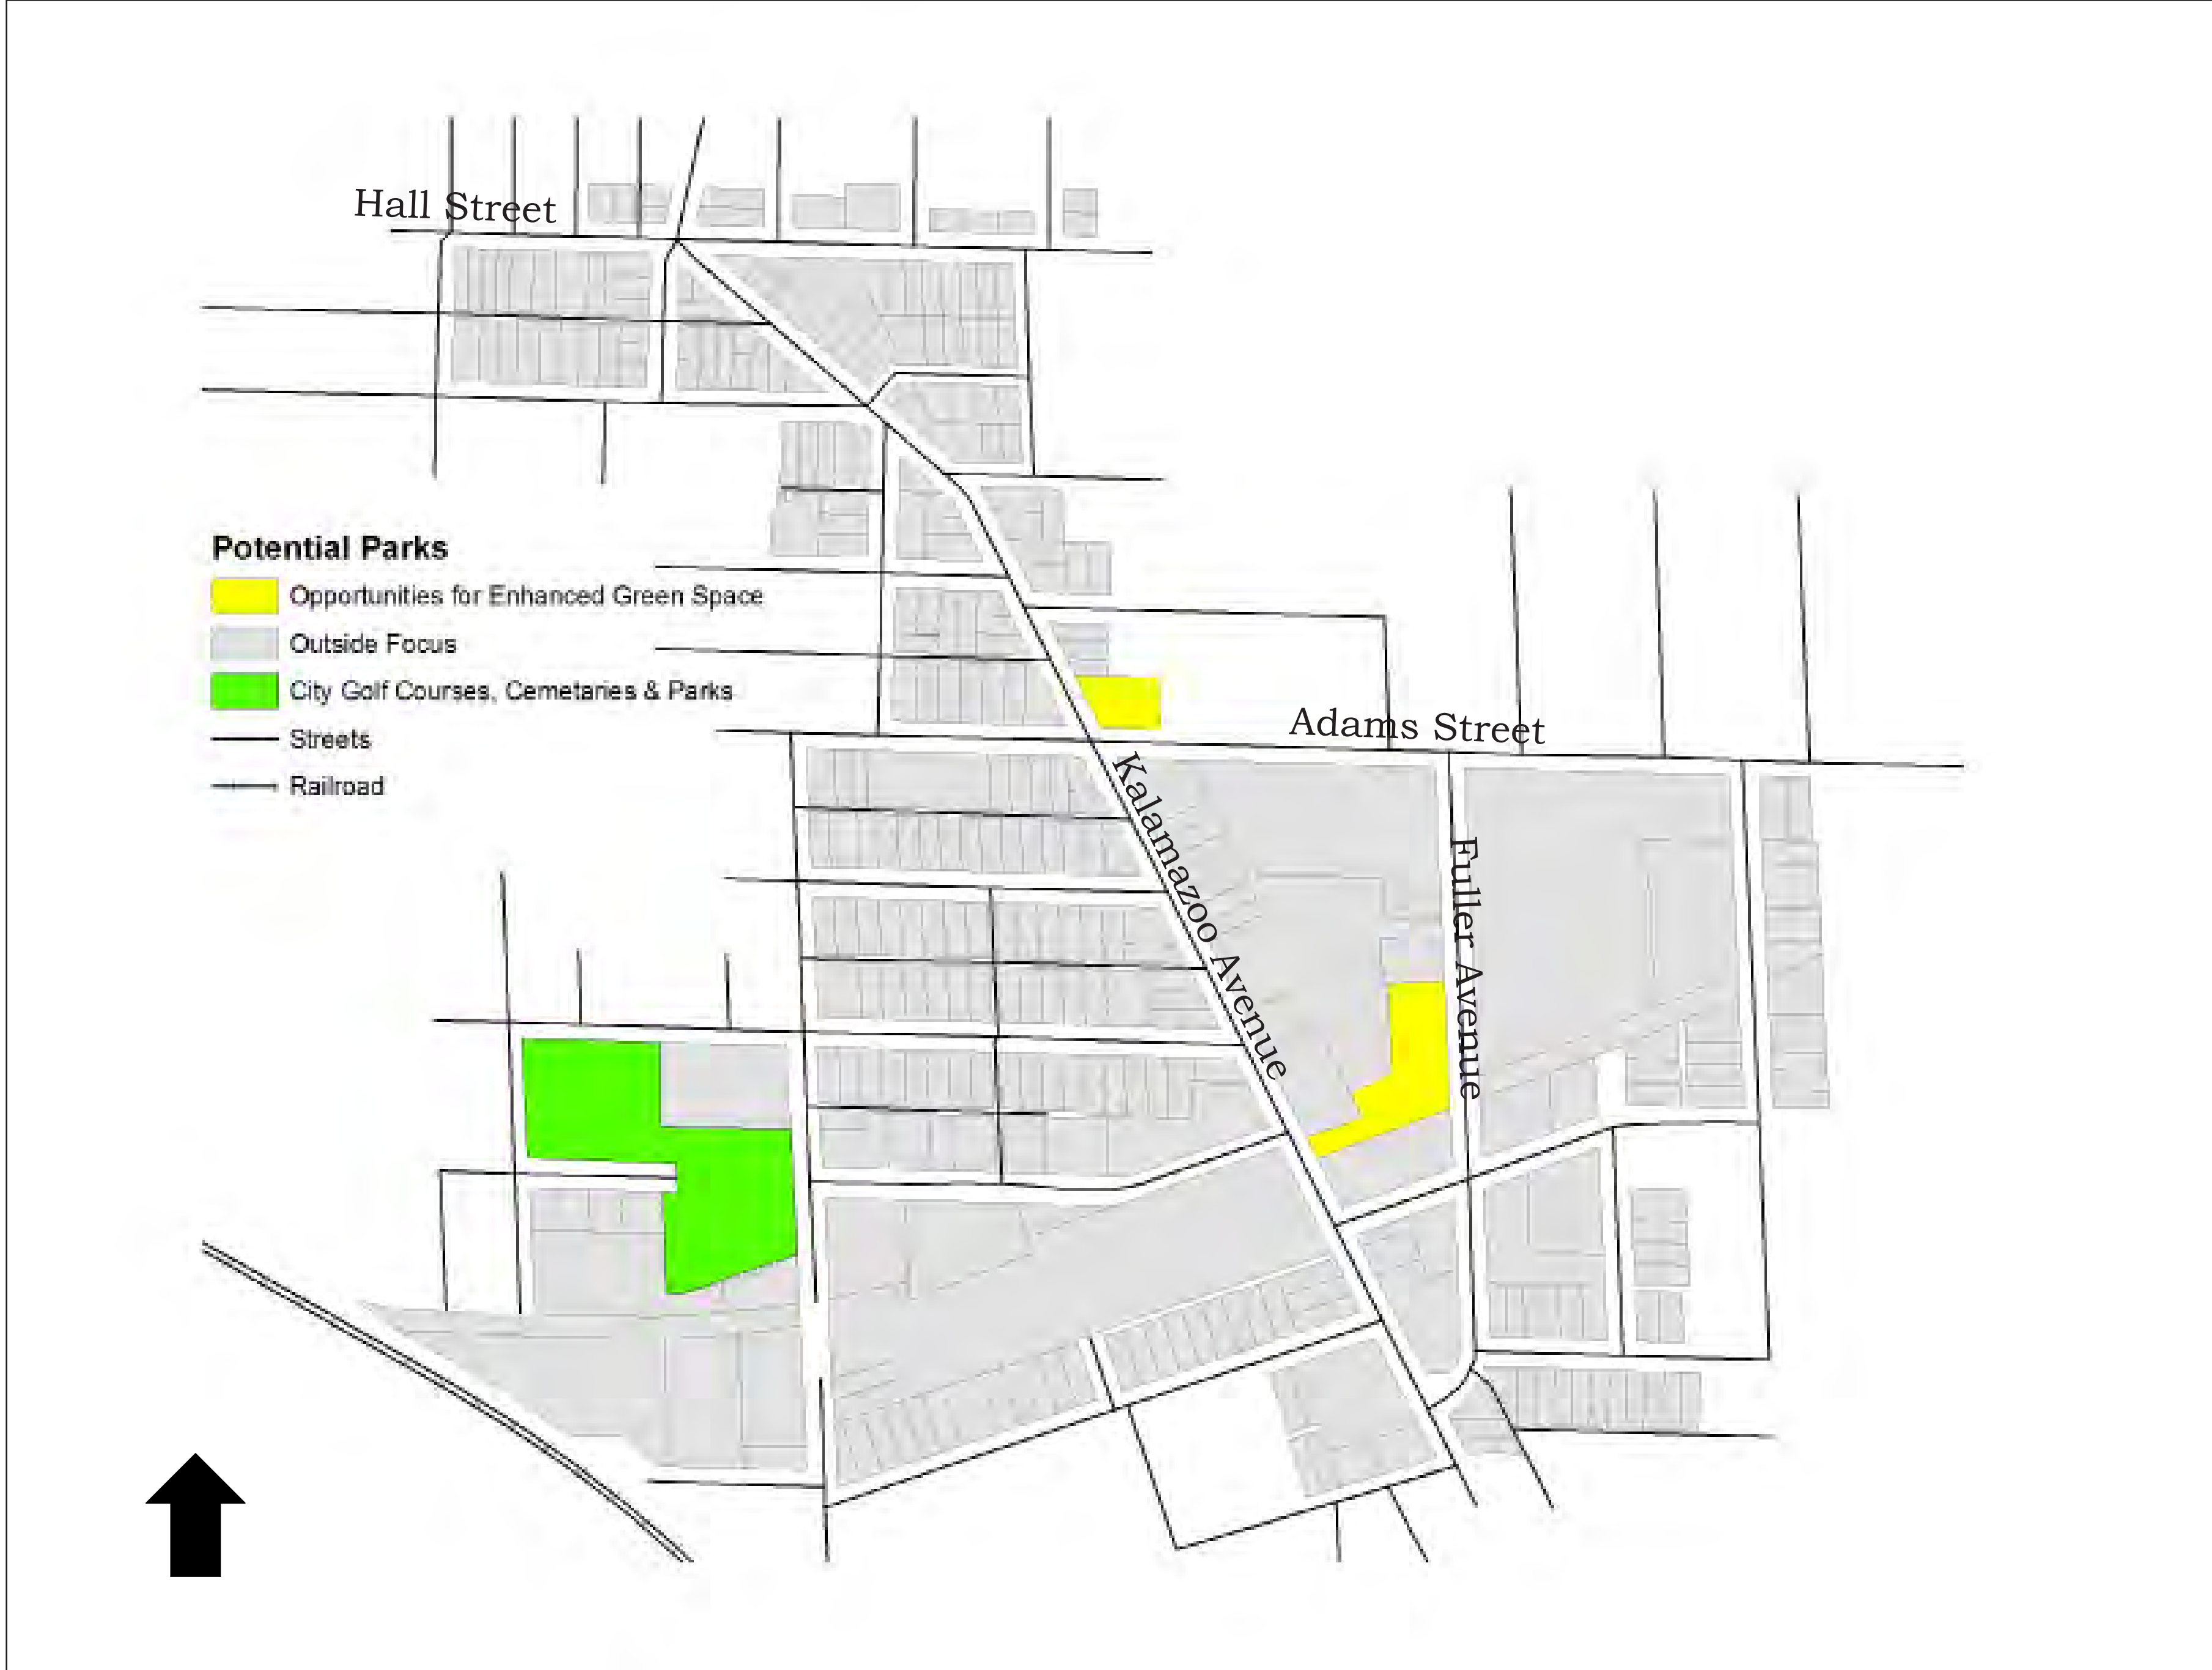 Hall Street
Potential Parks
Opportunities for Enhanced Green Space
Outside Focus
City Golf Courses, Cemetaries & Parks
Streets
Railroad
Adams Street
Kalamazoo Avenue
Fuller Avenue